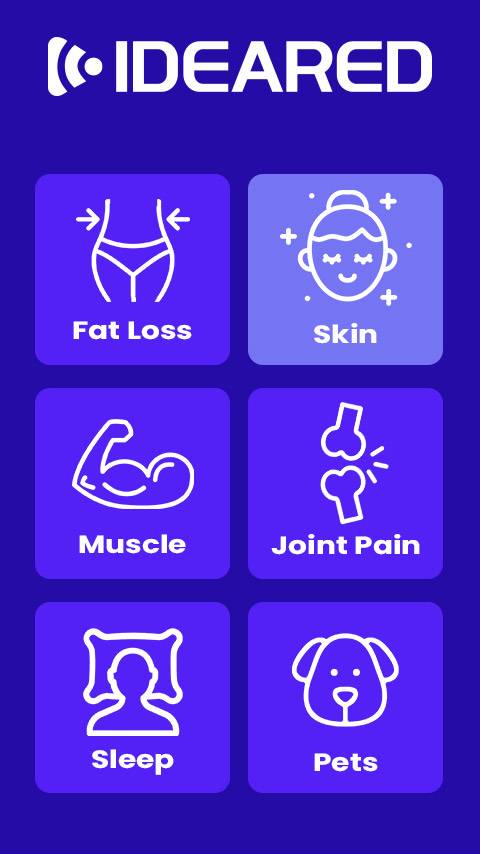 IDEARED
Fat Loss
Skin
Muscle
Joint Pain
Sleep
Pets